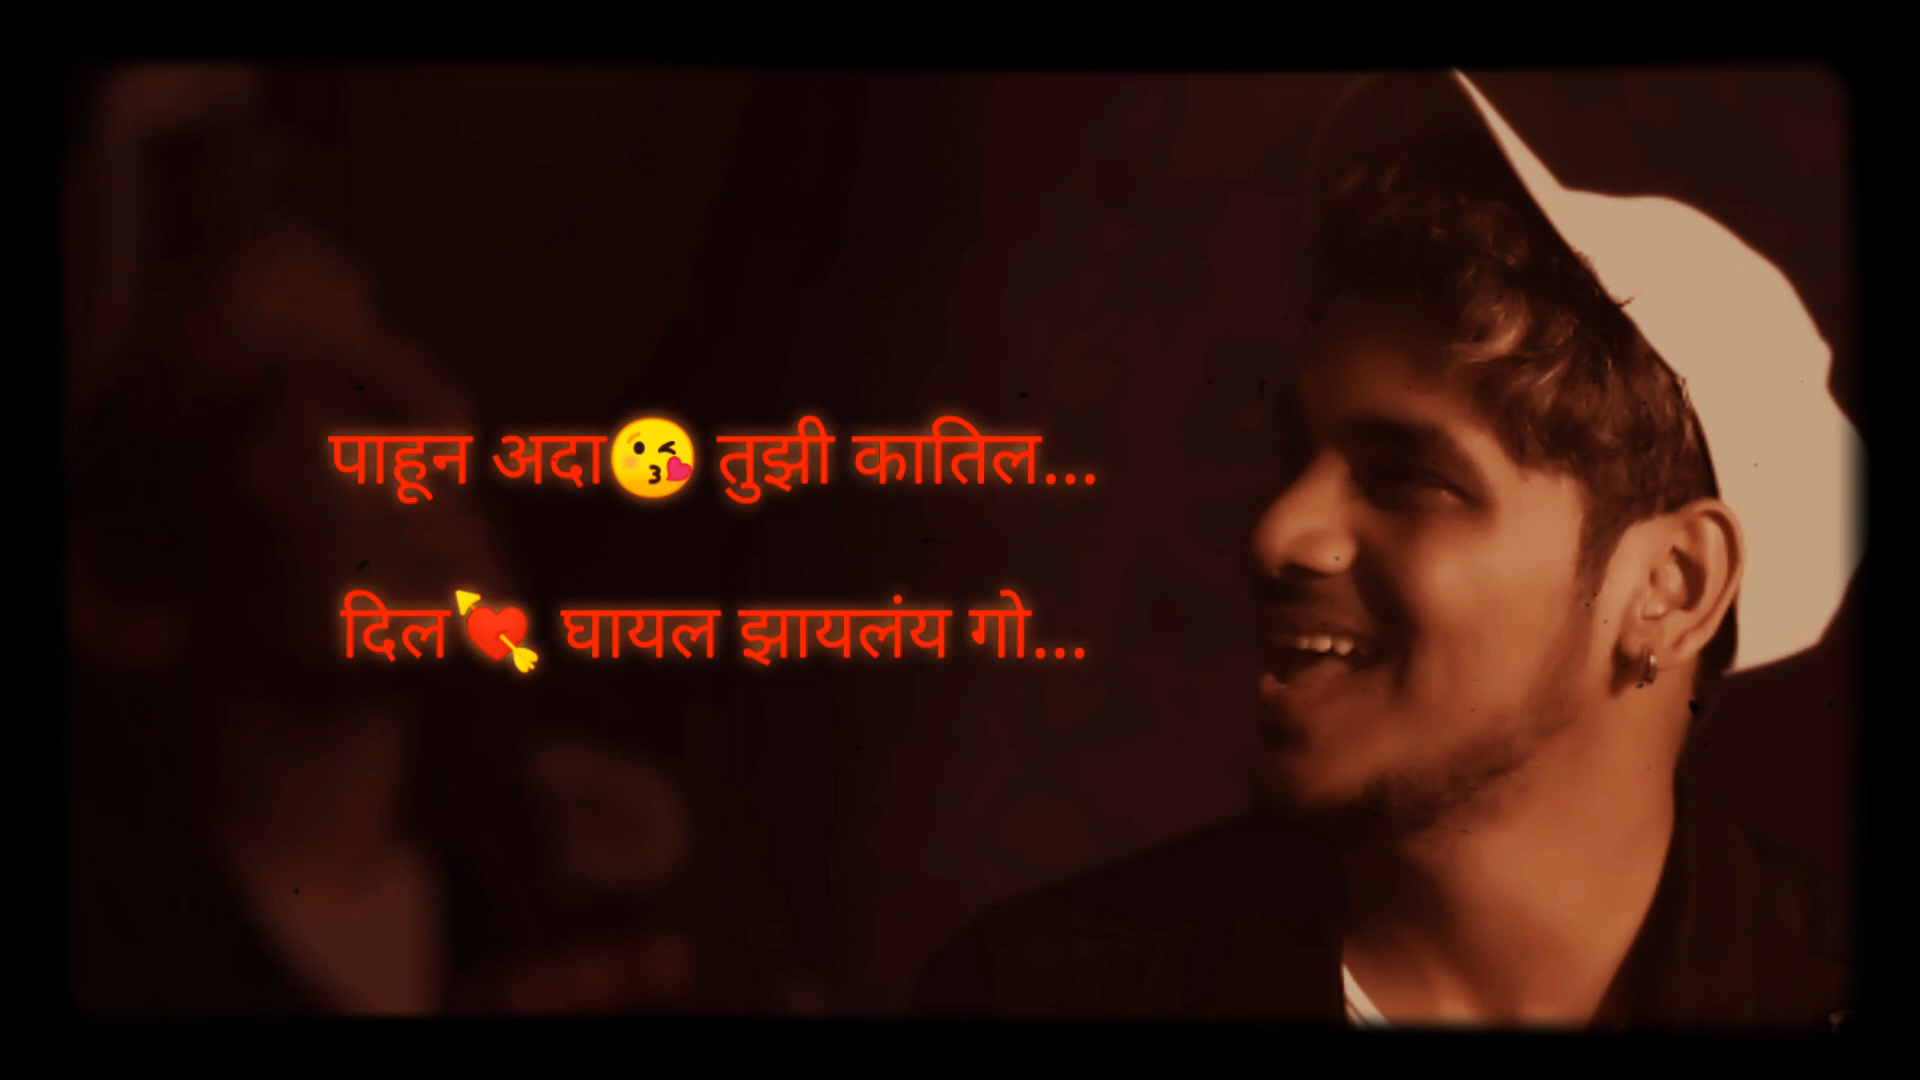 पाहून अदा😘 तुझी कातिल...
दिल💘 घायल झायलंय गो...